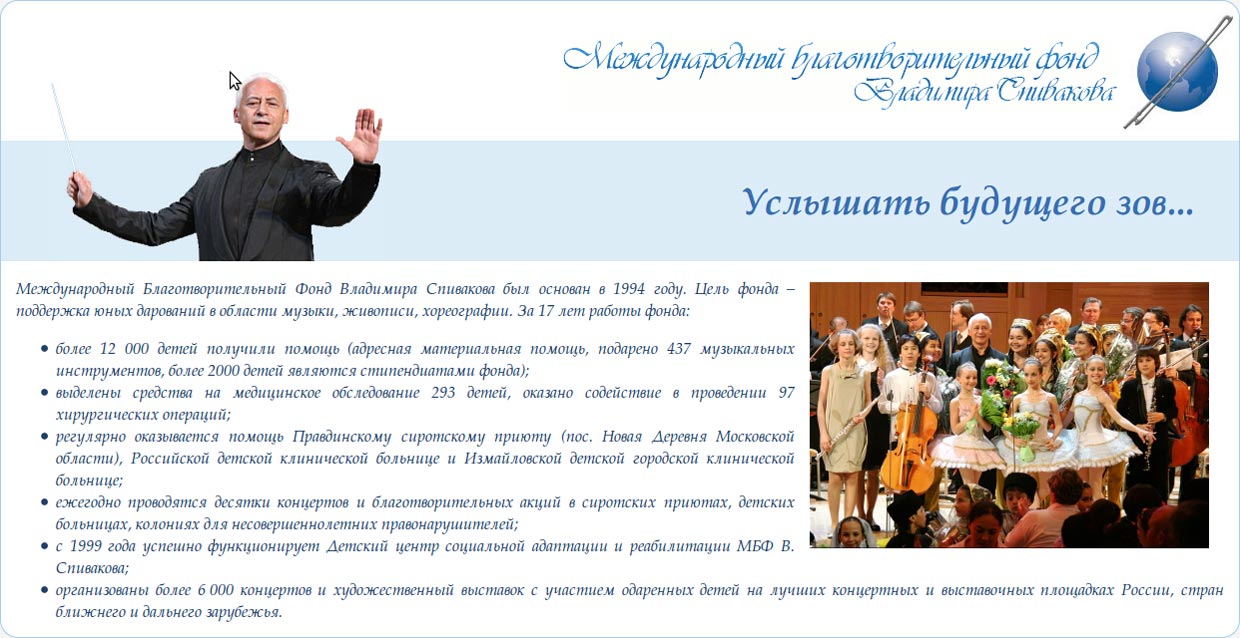 Международный благотворительный фонд
Владимира Спивакова
Услышать будущего зов...
Международный Благотворительный Фонд Владимира Спивакова был основан в 1994 году. Цель фонда –
поддержка юных дарований в области музыки, живописи, хореографии. За 17 лет работы фонда:
• более 12 000 детей получили помощь (адресная материальная помощь, подарено 437 музыкальных
инструментов, более 2000 детей являются стипендиатами фонда);
• выделены средства на медицинское обследование 293 детей, оказано содействие в проведении 97
хирургических операций;
• регулярно оказывается помощь Правдинскому сиротскому приюту (пос. Новая Деревня Московской
области), Российской детской клинической больнице и Измайловской детской городской клинической
больнице;
• ежегодно проводятся десятки концертов и благотворительных акций в сиротских приютах, детских
больницах, колониях для несовершеннолетних правонарушителей;
• с 1999 года успешно функционирует Детский центр социальной адаптации и реабилитации МБФ В.
Спивакова;
• организованы более 6 000 концертов и художественный выставок с участием одаренных детей на лучших концертных и выставочных площадках России, стран
ближнего и дальнего зарубежья.